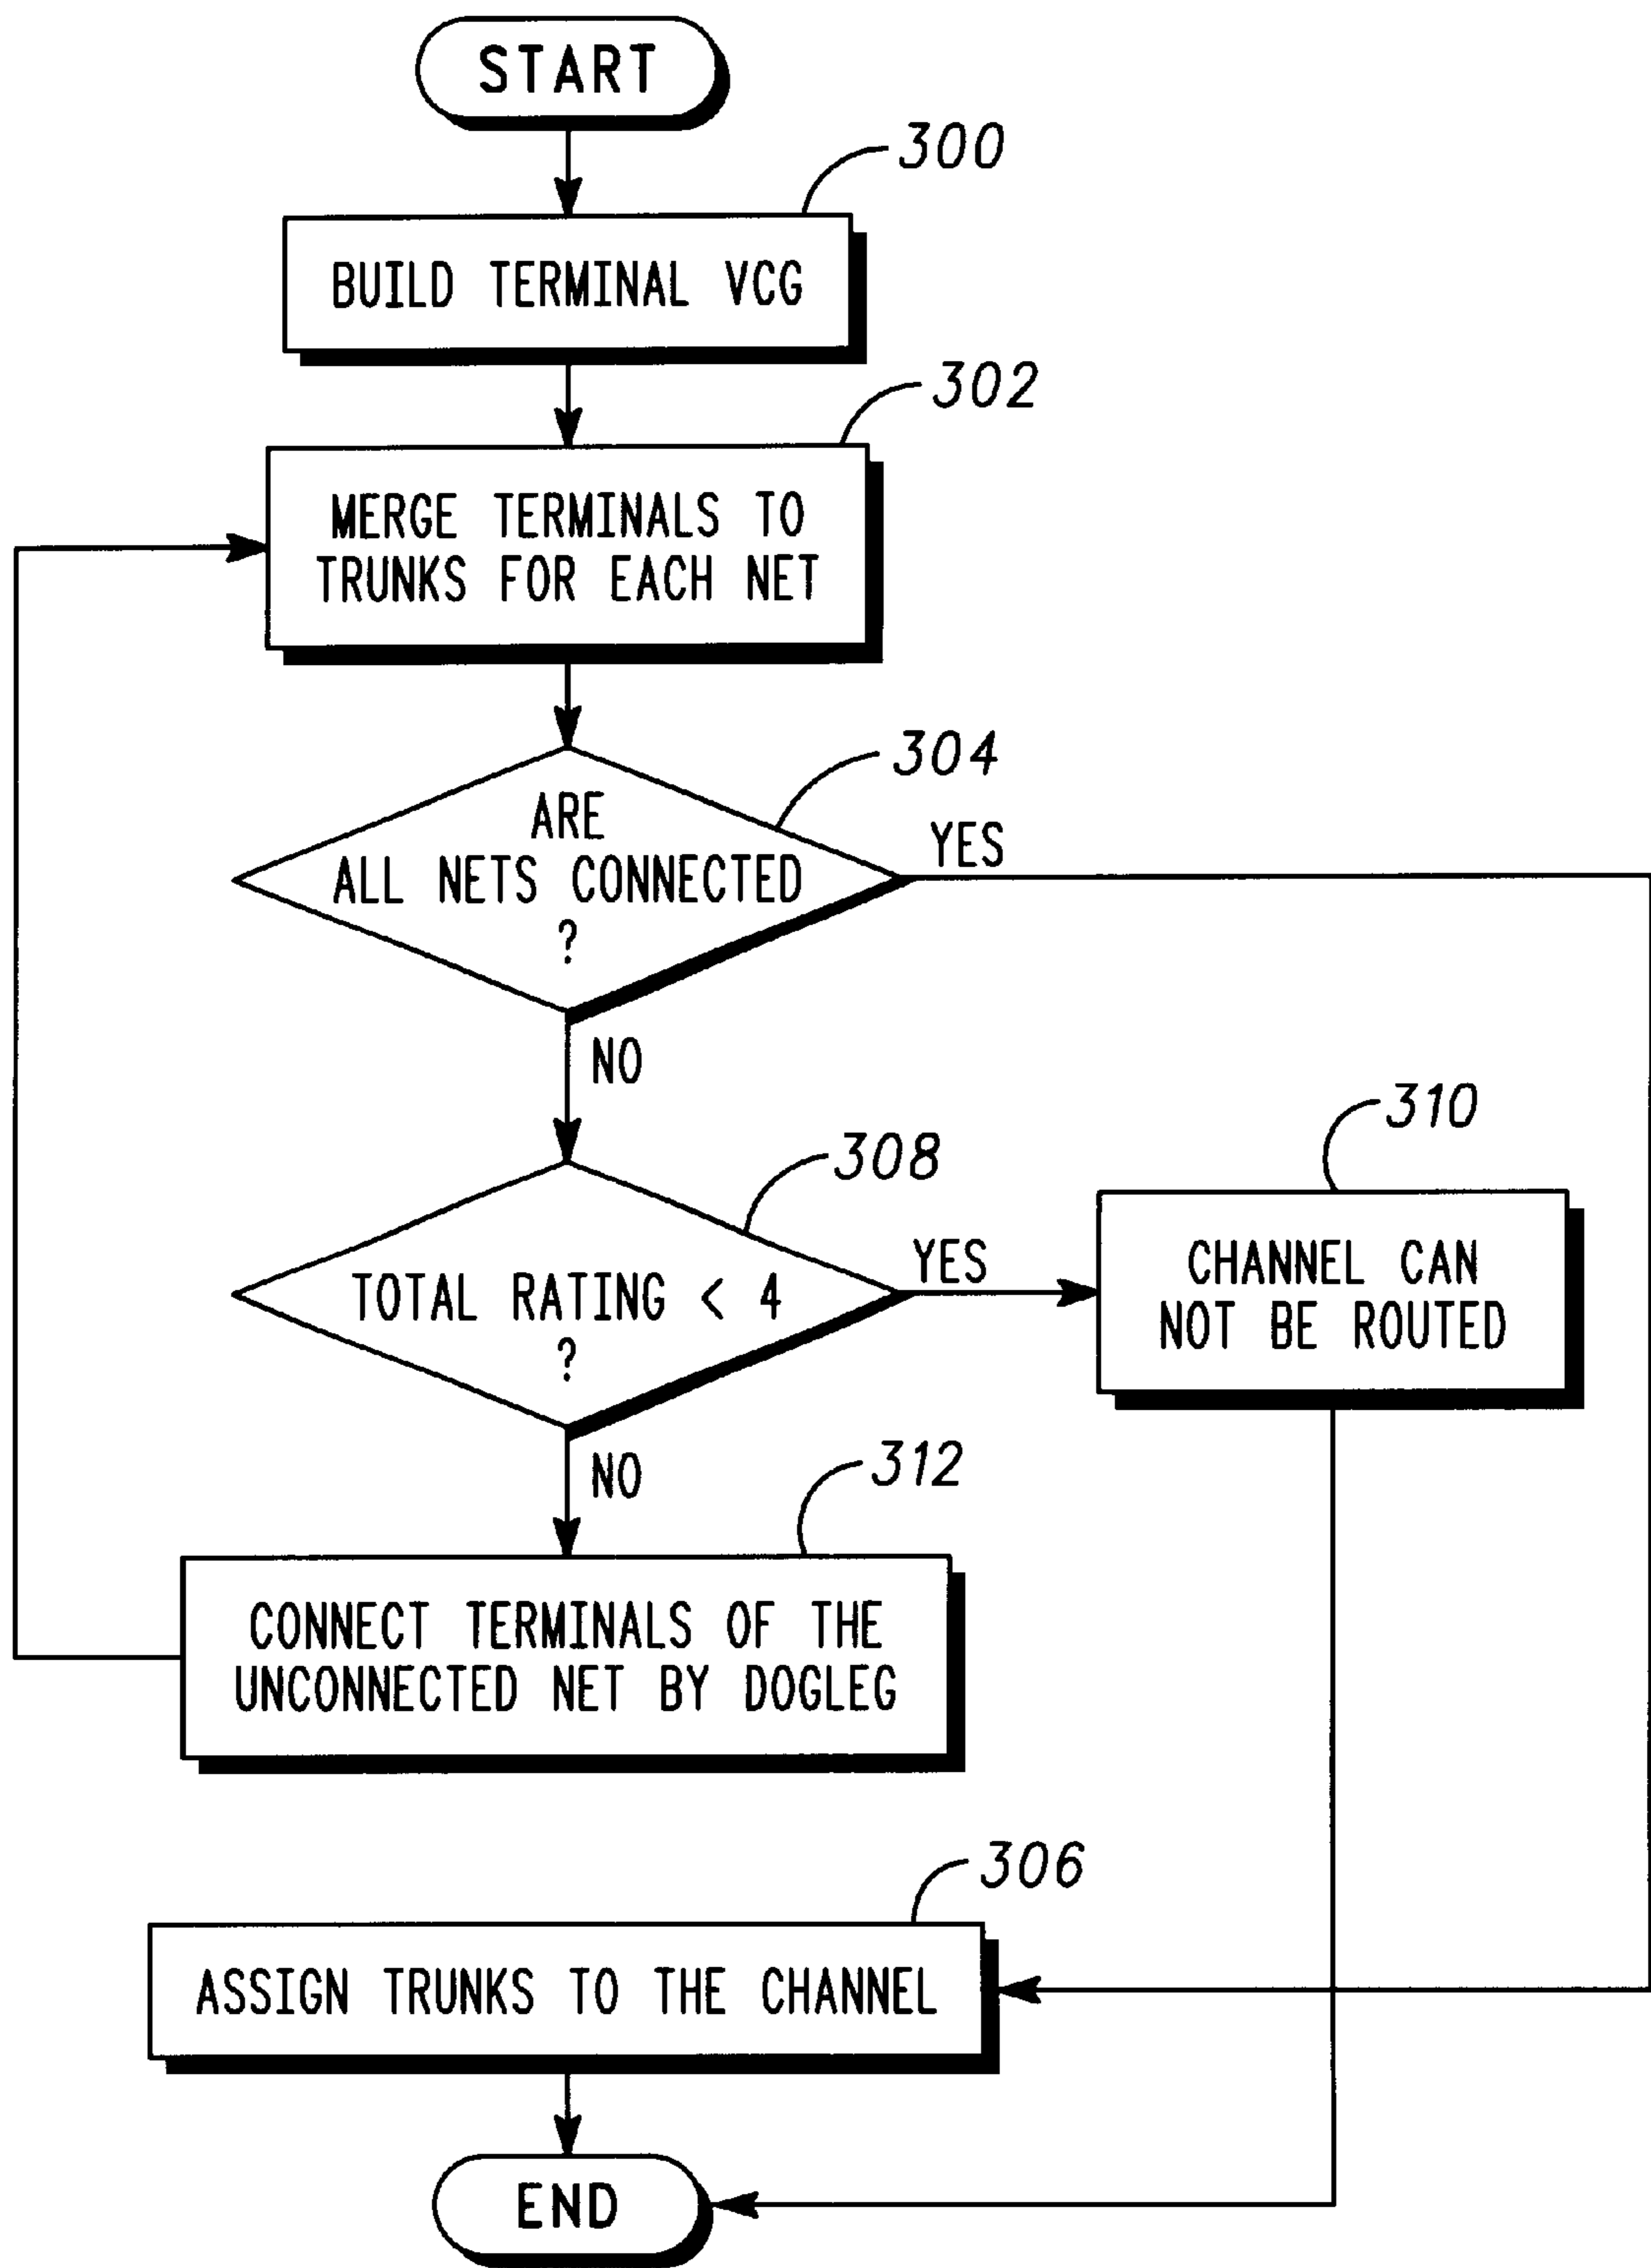 START
300
BUILD TERMINAL VCG
302
MERGE TERMINALS TO
TRUNKS FOR EACH NET
304
ARE
ALL NETS CONNECTED
?
YES
NO
308
TOTAL RATING < 4
?
YES
310
CHANNEL CAN
NOT BE ROUTED
NO
312
CONNECT TERMINALS OF THE
UNCONNECTED NET BY DOGLEG
306
ASSIGN TRUNKS TO THE CHANNEL
END